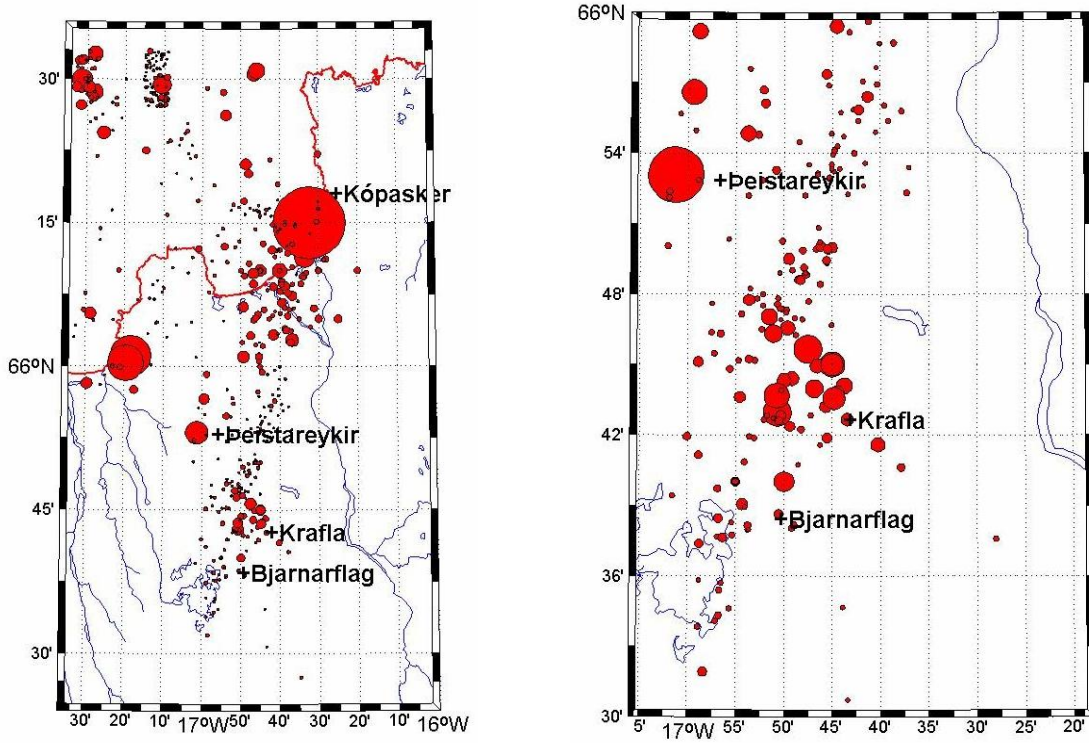 30'
+Kópasker
15'
66ºN
+Þeistareykir
45'
+Krafla
+Bjarnarflag
30'
30' 20' 10' 17ºW 50' 40' 30' 20' 10' 16ºW
66ºN
54'
+Þeistareykir
48'
42'
+Krafla
+Bjarnarflag
36'
30'
5' 17ºW 55' 50' 45' 40' 35' 30' 25' 20'